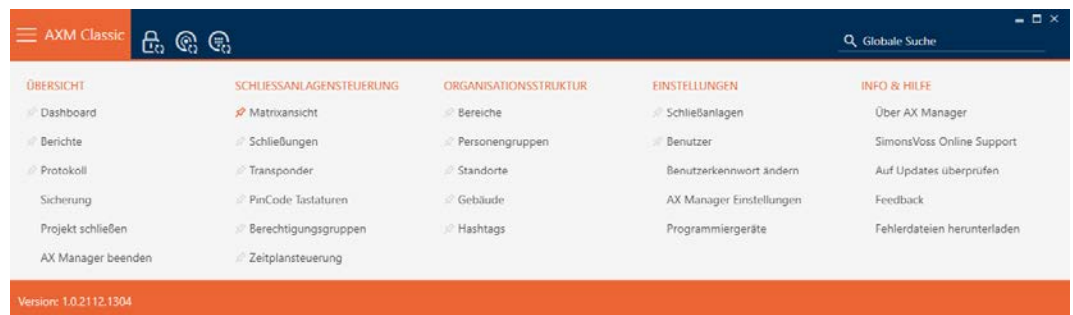 AXM Classic
Globale Suche
ÜBERSICHT
Dashboard
Berichte
Protokoll
Sicherung
Projekt schließen
AX Manager beenden
SCHLIESSANLAGENSTEUERUNG
Matrixansicht
Schließungen
Transponder
PinCode Tastaturen
Berechtigungsgruppen
Zeitplansteuerung
ORGANISATIONSSTRUKTUR
Bereiche
Personengruppen
Standorte
Gebäude
Hashtags
EINSTELLUNGEN
Schließanlagen
Benutzer
Benutzerkennwort ändern
AX Manager Einstellungen
Programmiergeräte
INFO & HILFE
Über AX Manager
SimonsVoss Online Support
Auf Updates überprüfen
Feedback
Fehlerdateien herunterladen
Version: 1.0.2112.1304